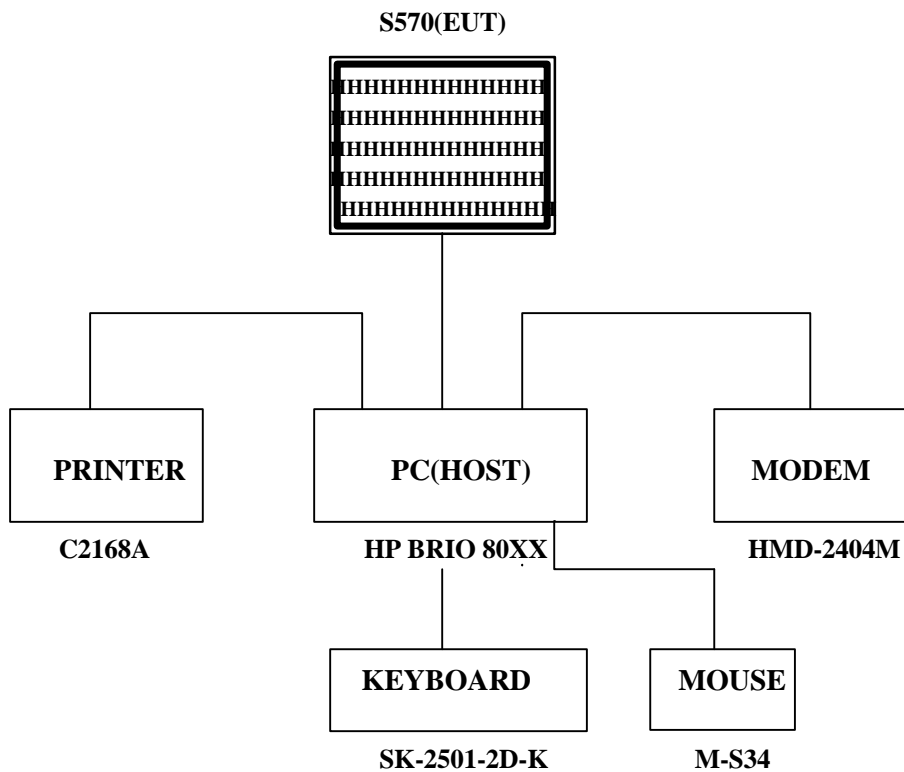 S570(EUT)
HHHHHHHHHHHHH
HHHHHHHHHHHHH
HHHHHHHHHHHHH
HHHHHHHHHHHHH
HHHHHHHHHHHHH
PRINTER
PC(HOST)
MODEM
C2168A
HP BRIO 80XX
HMD-2404M
KEYBOARD
MOUSE
SK-2501-2D-K
M-S34